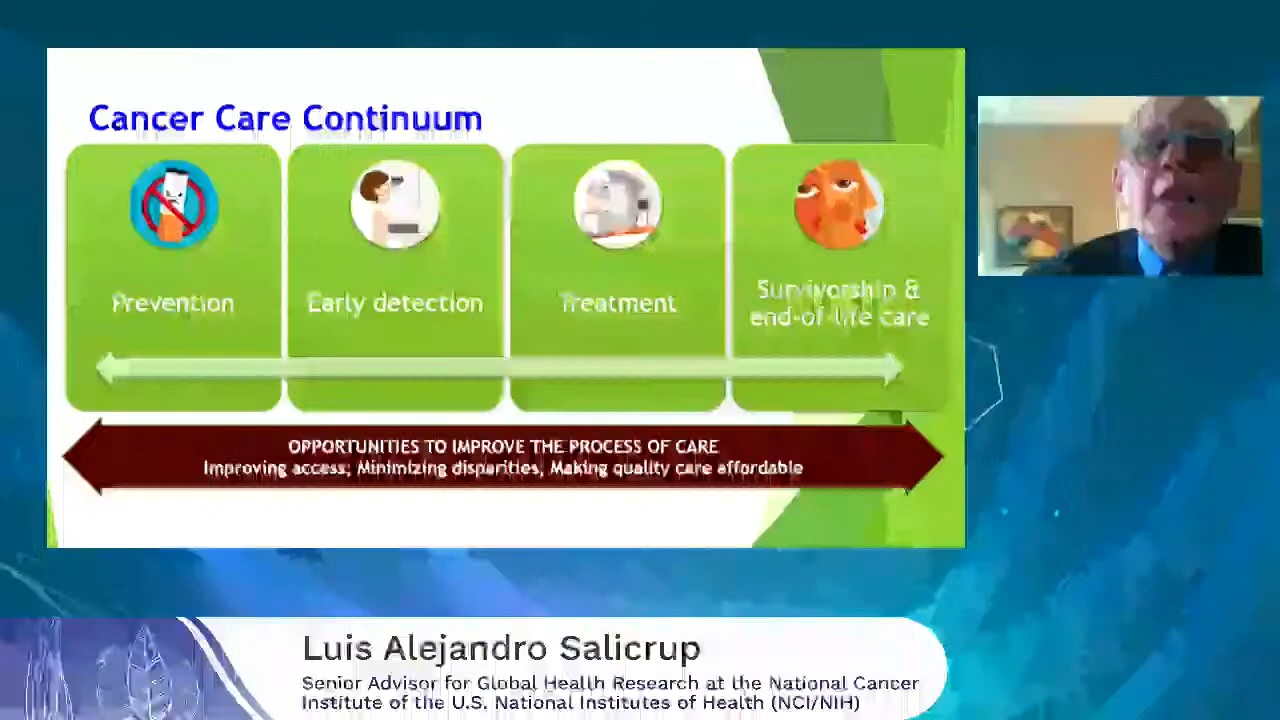 Cancer Care Continuum
Prevention
Early detection
Treatment
Survivorship &
end-of-life care
OPPORTUNITIES TO IMPROVE THE PROCESS OF CARE
Improving access, Minimizing disparities, Making quality care affordable
Luis Alejandro Salicrup
Senior Advisor for Global Health Research at the National Cancer
Institute of the U.S. National Institutes of Health (NCI/NIH)